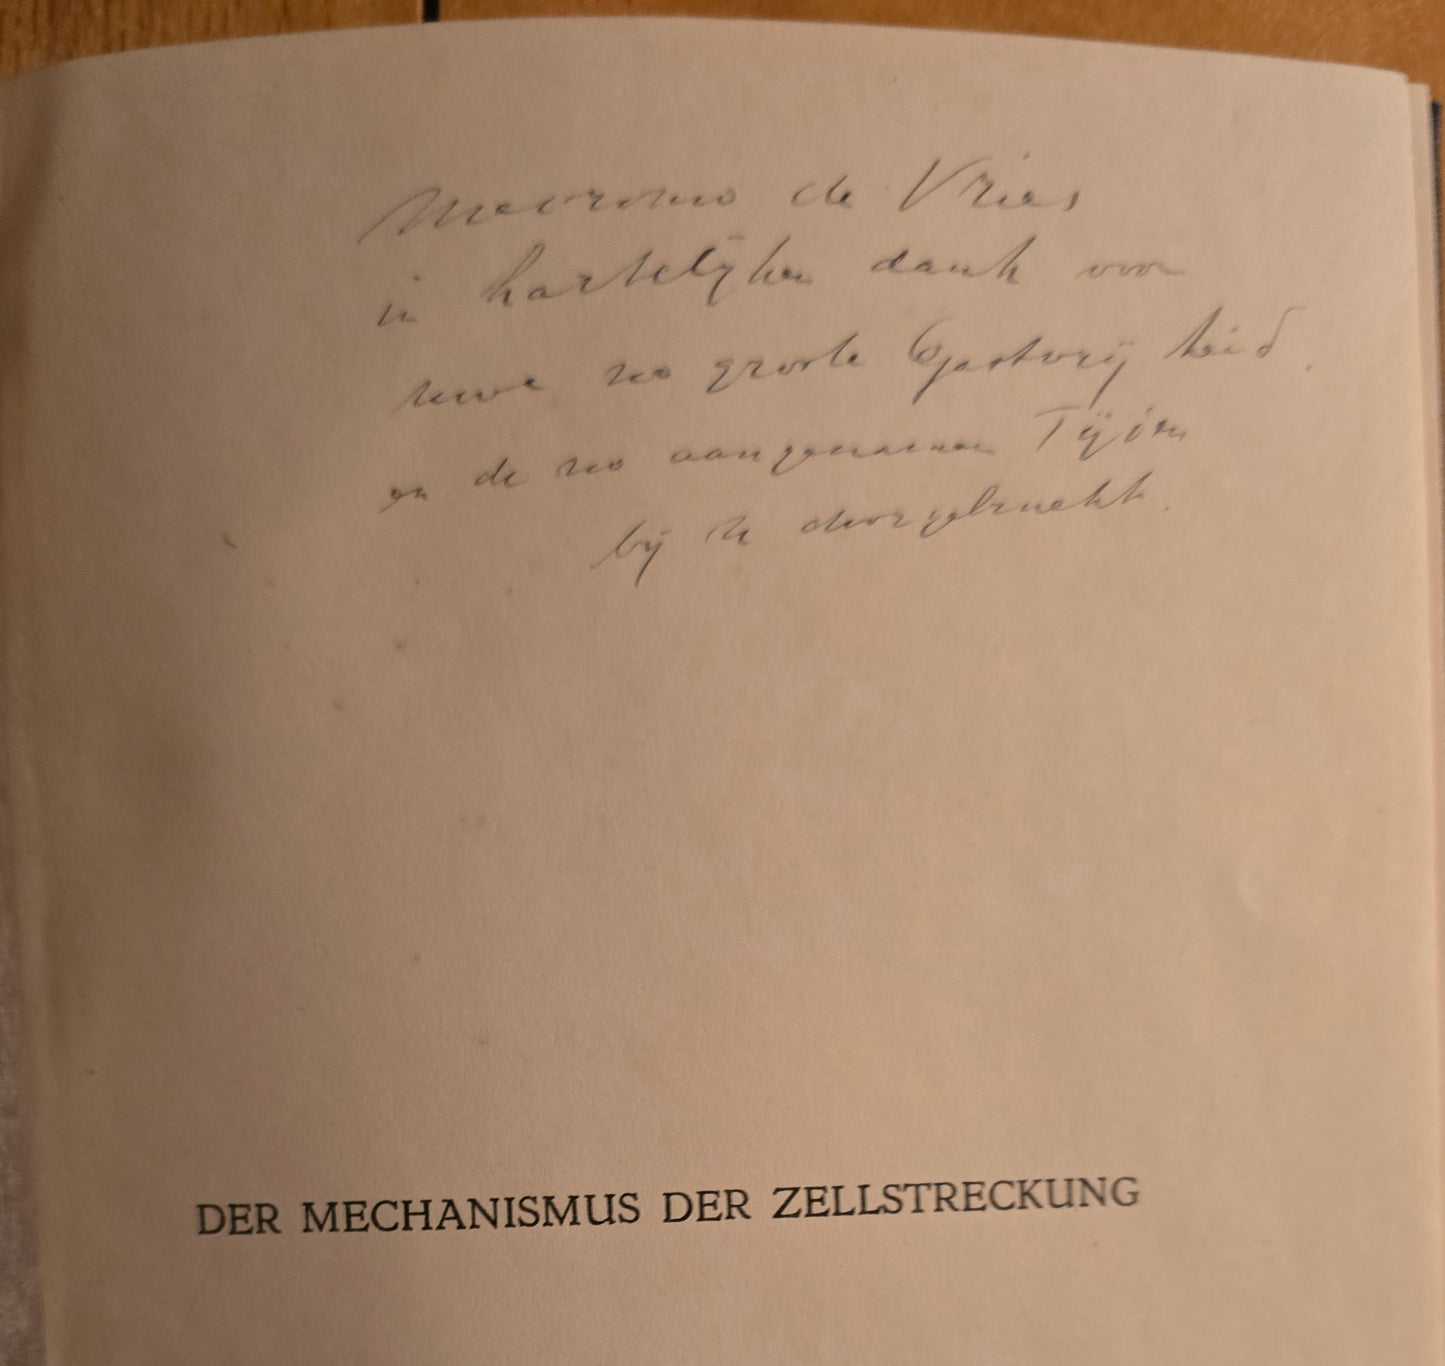 Mevrouw de Vries
in hartelijken dank voor
uwe zoo groote Gastvrijheid.
en de zoo aangenamen Tijden
bij U doorgebracht.
DER MECHANISMUS DER ZELLSTRECKUNG